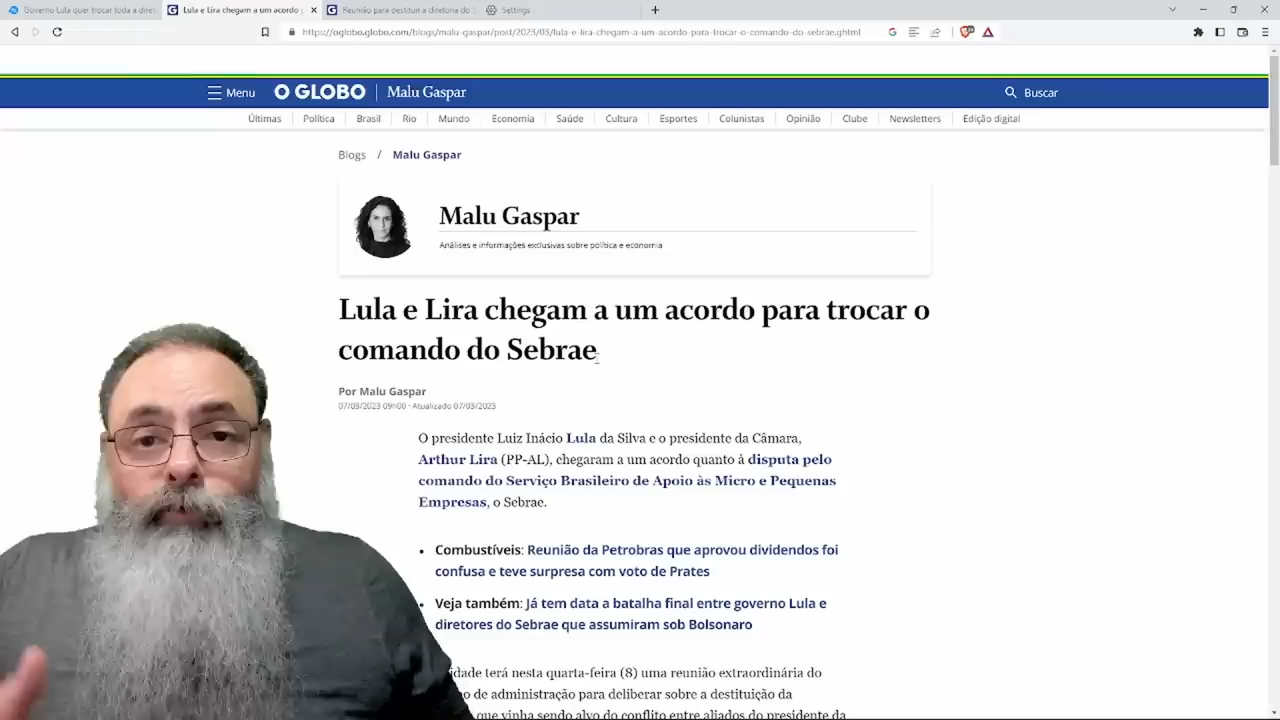 Governo Lula quer trocar toda a diret
Lula e Lira chegam a um acordo
Reunião para destituir a diretoria do S
Settings
https://oglobo.globo.com/blogs/malu-gaspar/post/2023/03/lula-e-lira-chegam-a-um-acordo-para-trocar-o-comando-do-sebrae.ghtml
Menu O GLOBO Malu Gaspar Buscar
Últimas Política Brasil Rio Mundo Economia Saúde Cultura Esportes Colunistas Opinião Clube Newsletters Edição digital
Blogs / Malu Gaspar
Malu Gaspar
Análises e informações exclusivas sobre política e economia
Lula e Lira chegam a um acordo para trocar o
comando do Sebrae
Por Malu Gaspar
07/03/2023 09h00 · Atualizado 07/03/2023
O presidente Luiz Inácio Lula da Silva e o presidente da Câmara,
Arthur Lira (PP-AL), chegaram a um acordo quanto à disputa pelo
comando do Serviço Brasileiro de Apoio às Micro e Pequenas
Empresas, o Sebrae.
• Combustíveis: Reunião da Petrobras que aprovou dividendos foi
confusa e teve surpresa com voto de Prates
• Veja também: Já tem data a batalha final entre governo Lula e
diretores do Sebrae que assumiram sob Bolsonaro
idade terá nesta quarta-feira (8) uma reunião extraordinária do
o de administração para deliberar sobre a destituição da
que vinha sendo alvo do conflito entre aliados do presidente da